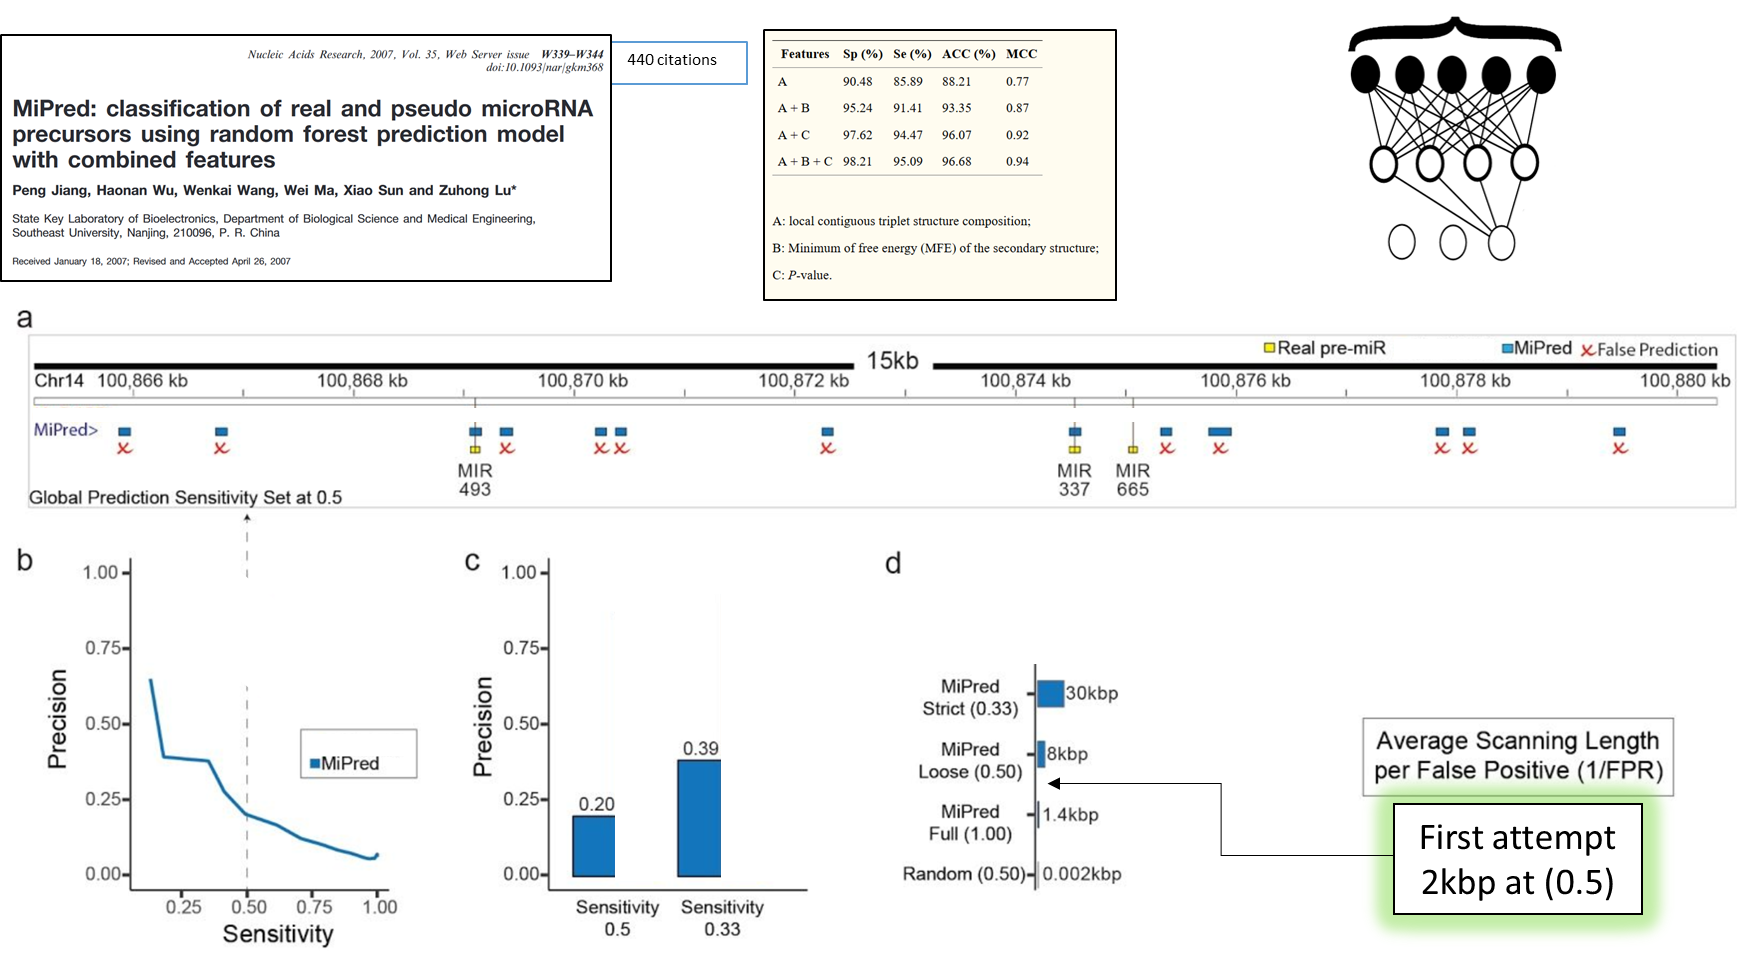 Nucleic Acids Research, 2007, Vol. 35, Web Server issue W339–W344
doi:10.1093/nar/gkm368
MiPred: classification of real and pseudo microRNA
precursors using random forest prediction model
with combined features
Peng Jiang, Haonan Wu, Wenkai Wang, Wei Ma, Xiao Sun and Zuhong Lu*
State Key Laboratory of Bioelectronics, Department of Biological Science and Medical Engineering,
Southeast University, Nanjing, 210096, P. R. China
Received January 18, 2007; Revised and Accepted April 26, 2007
440 citations
Features Sp (%) Se (%) ACC (%) MCC
A 90.48 85.89 88.21 0.77
A + B 95.24 91.41 93.35 0.87
A + C 97.62 94.47 96.07 0.92
A + B + C 98.21 95.09 96.68 0.94
A: local contiguous triplet structure composition;
B: Minimum of free energy (MFE) of the secondary structure;
C: P-value.
a
Real pre-miR MiPred False Prediction
15kb
Chr14 100,866 kb 100,868 kb 100,870 kb 100,872 kb 100,874 kb 100,876 kb 100,878 kb 100,880 kb
MiPred>
MIR
493
MIR
337
MIR
665
Global Prediction Sensitivity Set at 0.5
b
1.00
0.75
0.50
0.25
0.00
Precision
MiPred
0.25 0.50 0.75 1.00
Sensitivity
c
1.00
0.75
0.50
0.25
0.00
Precision
0.20
0.39
Sensitivity
0.5
Sensitivity
0.33
d
MiPred
Strict (0.33)
30kbp
MiPred
Loose (0.50)
8kbp
MiPred
Full (1.00)
1.4kbp
Random (0.50)
0.002kbp
Average Scanning Length
per False Positive (1/FPR)
First attempt
2kbp at (0.5)